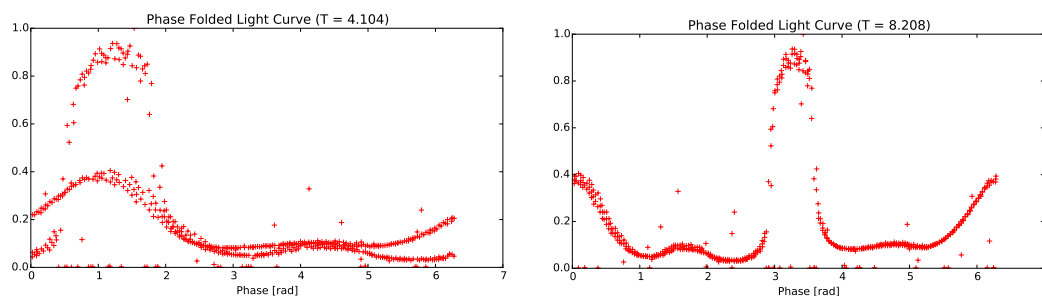 Phase Folded Light Curve (T = 4.104)
1.0
0.8
0.6
0.4
0.2
0.0
0 1 2 3 4 5 6 7
Phase [rad]
Phase Folded Light Curve (T = 8.208)
1.0
0.8
0.6
0.4
0.2
0.0
0 1 2 3 4 5 6
Phase [rad]